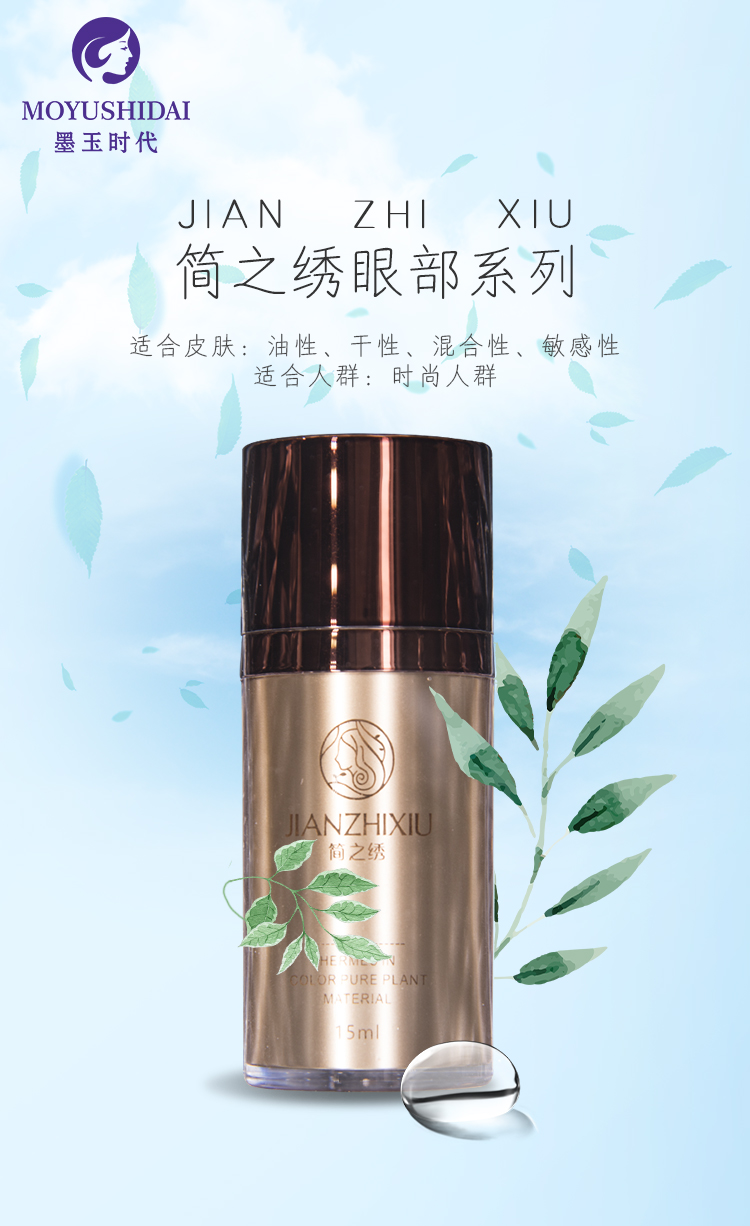 MOYUSHIDAI
墨玉时代
JIAN ZHI XIU
简之绣眼部系列
适合皮肤：油性、干性、混合性、敏感性
适合人群：时尚人群
JIANZHIXIU
简之绣
HERMES IN
COLOR PURE PLANT
MATERIAL
15ml